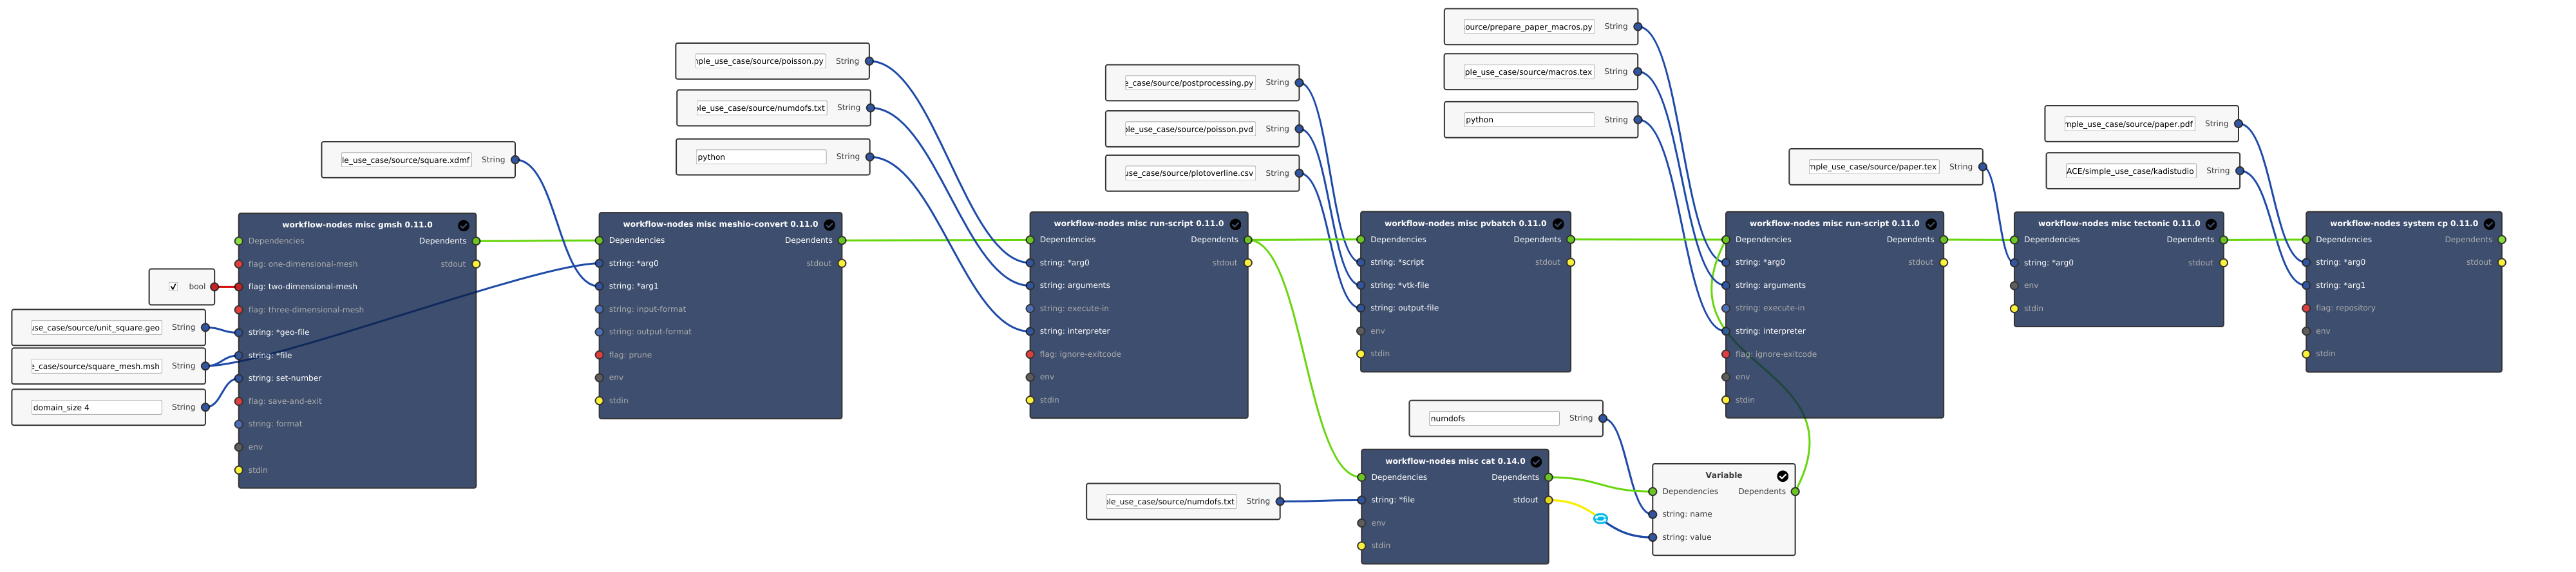 ource/prepare_paper_macros.py String
ple_use_case/source/macros.tex String
python String
nple_use_case/source/poisson.py String
ole_use_case/source/numdofs.txt String
python String
e_case/source/postprocessing.py String
ole_use_case/source/poisson.pvd String
use_case/source/plotoverline.csv String
mple_use_case/source/paper.pdf String
ACE/simple_use_case/kadistudio String
le_use_case/source/square.xdmf String
mple_use_case/source/paper.tex String
workflow-nodes misc gmsh 0.11.0
Dependencies Dependents
flag: one-dimensional-mesh stdout
flag: two-dimensional-mesh
flag: three-dimensional-mesh
string: *geo-file
string: *file
string: set-number
flag: save-and-exit
string: format
env
stdin
bool
use_case/source/unit_square.geo String
e_case/source/square_mesh.msh String
domain_size 4 String
workflow-nodes misc meshio-convert 0.11.0
Dependencies Dependents
string: *arg0 stdout
string: *arg1
string: input-format
string: output-format
flag: prune
env
stdin
workflow-nodes misc run-script 0.11.0
Dependencies Dependents
string: *arg0 stdout
string: arguments
string: execute-in
string: interpreter
flag: ignore-exitcode
env
stdin
workflow-nodes misc pvbatch 0.11.0
Dependencies Dependents
string: *script stdout
string: *vtk-file
string: output-file
env
stdin
workflow-nodes misc run-script 0.11.0
Dependencies Dependents
string: *arg0 stdout
string: arguments
string: execute-in
string: interpreter
flag: ignore-exitcode
env
stdin
workflow-nodes misc tectonic 0.11.0
Dependencies Dependents
string: *arg0 stdout
env
stdin
workflow-nodes system cp 0.11.0
Dependencies Dependents
string: *arg0 stdout
string: *arg1
flag: repository
env
stdin
numdofs String
ole_use_case/source/numdofs.txt String
workflow-nodes misc cat 0.14.0
Dependencies Dependents
string: *file stdout
env
stdin
Variable
Dependencies Dependents
string: name
string: value